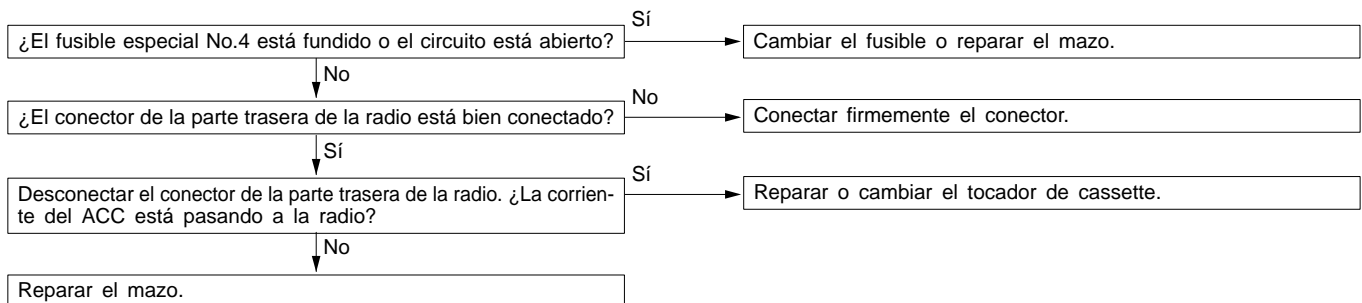 Sí
¿El fusible especial No.4 está fundido o el circuito está abierto?
Cambiar el fusible o reparar el mazo.
No
No
¿El conector de la parte trasera de la radio está bien conectado?
Conectar firmemente el conector.
Sí
Sí
Desconectar el conector de la parte trasera de la radio. ¿La corrien-
te del ACC está pasando a la radio?
Reparar o cambiar el tocador de cassette.
No
Reparar el mazo.